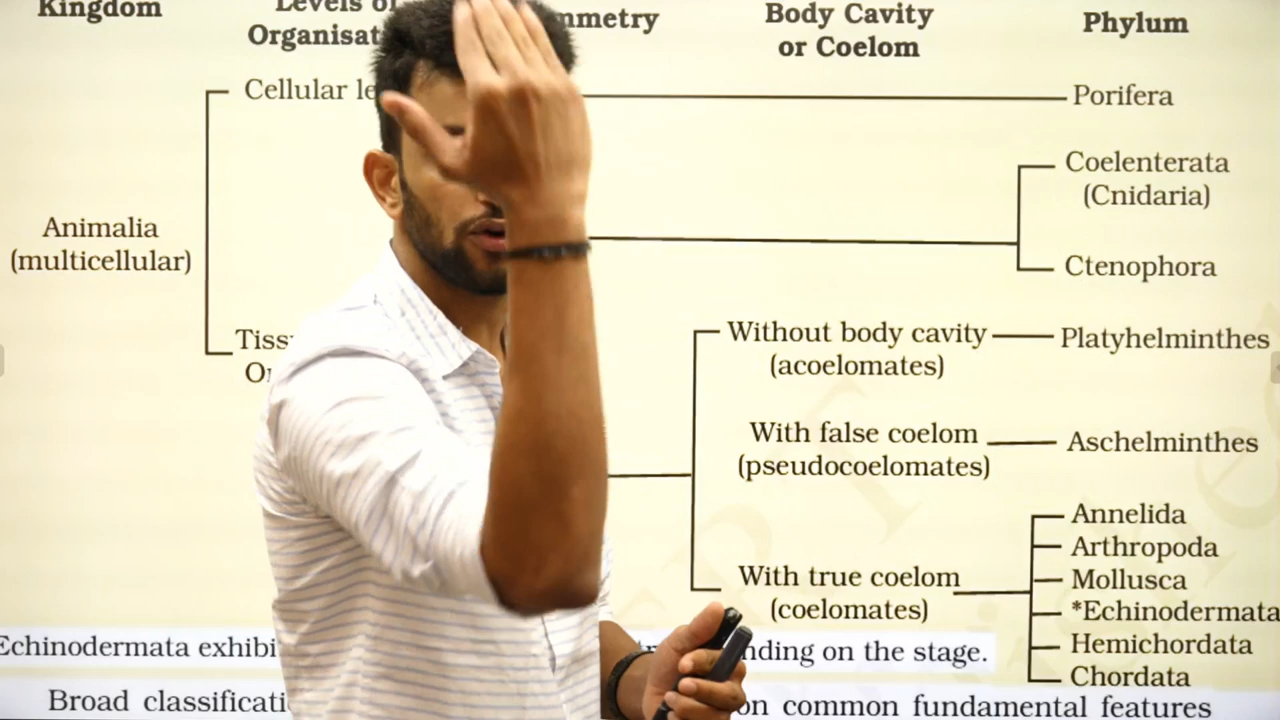 Kingdom
Levels of
Organisat
mmetry
Body Cavity
or Coelom
Phylum
Cellular le
Porifera
Coelenterata
(Cnidaria)
Ctenophora
Animalia
(multicellular)
Without body cavity
(acoelomates)
Platyhelminthes
With false coelom
(pseudocoelomates)
Aschelminthes
With true coelom
(coelomates)
Annelida
Arthropoda
Mollusca
*Echinodermata
Hemichordata
Chordata
Echinodermata exhibi nding on the stage.
Broad classificati on common fundamental features